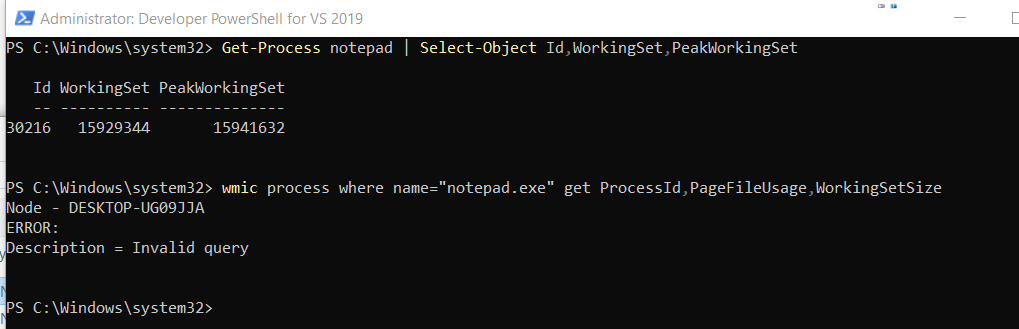 Administrator: Developer PowerShell for VS 2019
PS C:\Windows\system32> Get-Process notepad | Select-Object Id,WorkingSet,PeakWorkingSet
Id WorkingSet PeakWorkingSet
-- ---------- --------------
30216 15929344 15941632
PS C:\Windows\system32> wmic process where name="notepad.exe" get ProcessId,PageFileUsage,WorkingSetSize
Node - DESKTOP-UG09JJA
ERROR:
Description = Invalid query
PS C:\Windows\system32>